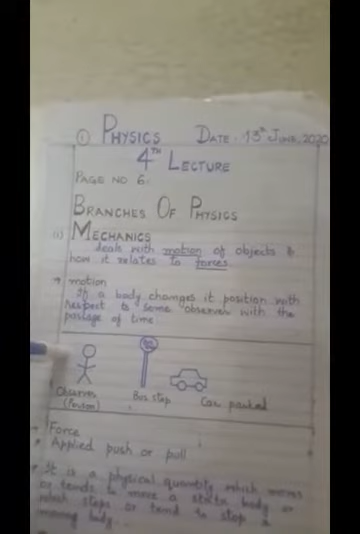 ① PHYSICS DATE. 13th JUNE, 2020
4TH LECTURE
PAGE NO 6.
BRANCHES OF PHYSICS
(i) MECHANICS
deals with motion of objects &
how it relates to forces.
→ motion
If a body changes it position with
respect to some observer with the
passage of time
Observer Bus stop Car parked
(Person)
→ Force
Applied push or pull
It is a physical quantity which moves
or tends to move a static body or
which stops or tend to stop a
moving body.